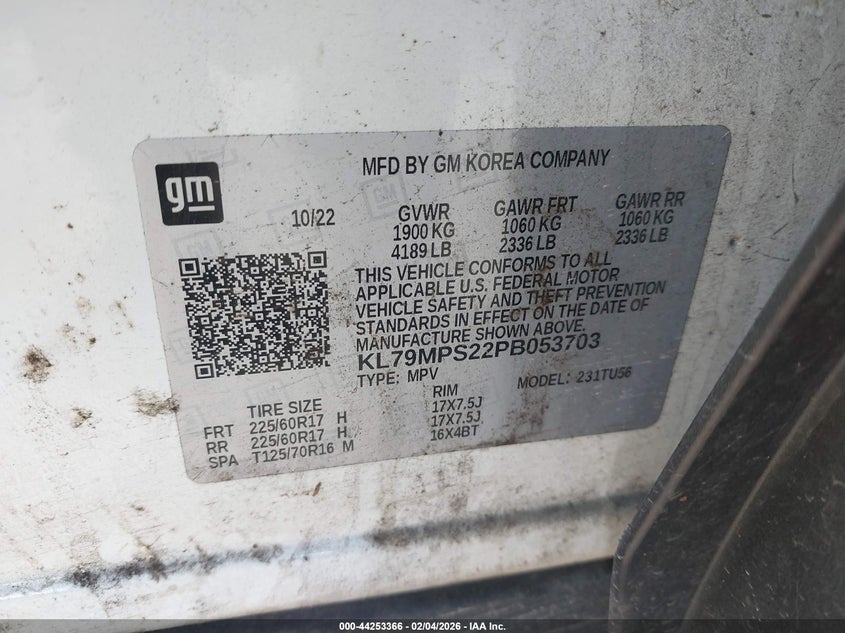 MFD BY GM KOREA COMPANY
gm
10/22
GVWR GAWR FRT GAWR RR
1900 KG 1060 KG 1060 KG
4189 LB 2336 LB 2336 LB
THIS VEHICLE CONFORMS TO ALL
APPLICABLE U.S. FEDERAL MOTOR
VEHICLE SAFETY AND THEFT PREVENTION
STANDARDS IN EFFECT ON THE DATE OF
MANUFACTURE SHOWN ABOVE.
KL79MPS22PB053703
TYPE: MPV MODEL: 231TU56
TIRE SIZE RIM
FRT 225/60R17 H 17X7.5J
RR 225/60R17 H 17X7.5J
SPA T125/70R16 M 16X4BT
000-44253366 - 02/04/2026 - IAA Inc.